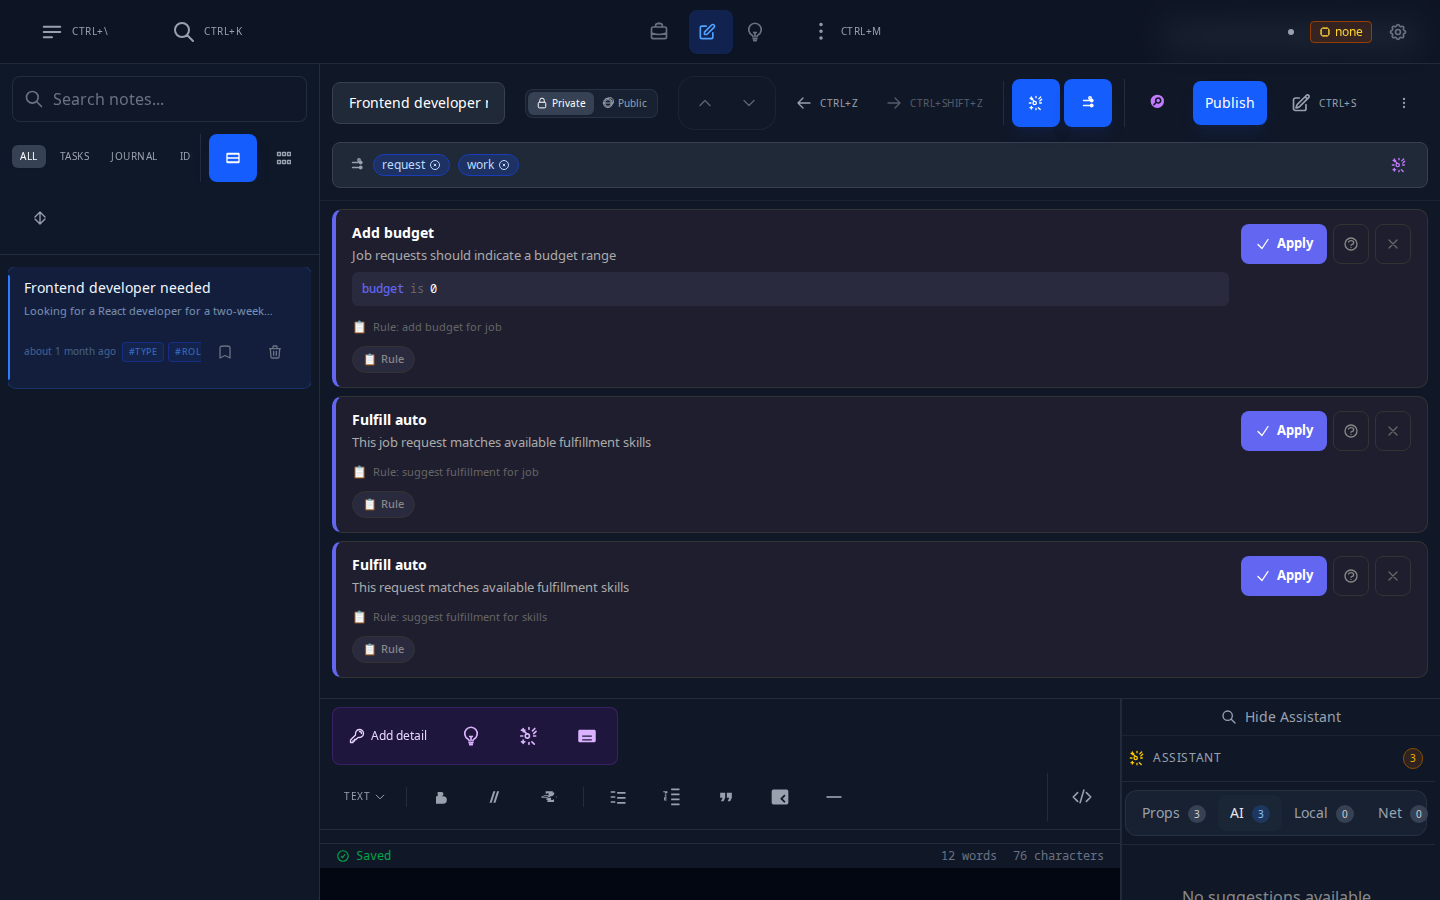 CTRL+\
CTRL+K
CTRL+M
none
Search notes...
ALL TASKS JOURNAL ID
Frontend developer needed
Looking for a React developer for a two-week...
about 1 month ago #TYPE #ROL
Frontend developer r
Private Public
CTRL+Z
CTRL+SHIFT+Z
Publish
CTRL+S
request work
Add budget
Job requests should indicate a budget range
budget is 0
Rule: add budget for job
Rule
Apply
Fulfill auto
This job request matches available fulfillment skills
Rule: suggest fulfillment for job
Rule
Apply
Fulfill auto
This request matches available fulfillment skills
Rule: suggest fulfillment for skills
Rule
Apply
Add detail
TEXT
Saved
12 words 76 characters
Hide Assistant
ASSISTANT 3
Props 3 AI 3 Local 0 Net 0
No suggestions available